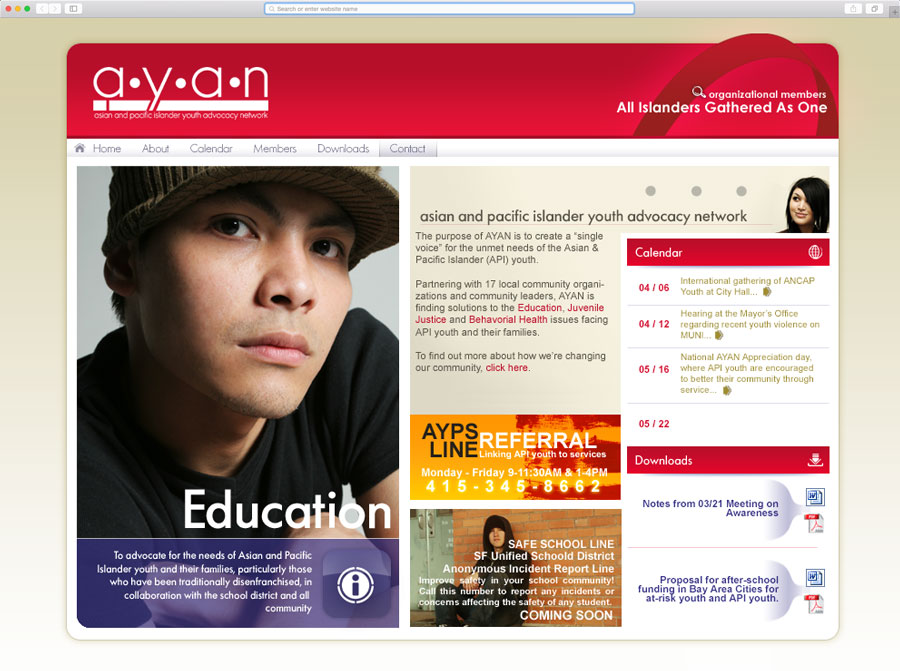 Search or enter website name
a·y·a·n
asian and pacific islander youth advocacy network
organizational members
All Islanders Gathered As One
Home About Calendar Members Downloads Contact
Education
To advocate for the needs of Asian and Pacific
Islander youth and their families, particularly those
who have been traditionally disenfranchised, in
collaboration with the school district and all
community
asian and pacific islander youth advocacy network
The purpose of AYAN is to create a “single
voice” for the unmet needs of the Asian &
Pacific Islander (API) youth.
Partnering with 17 local community organi-
zations and community leaders, AYAN is
finding solutions to the Education, Juvenile
Justice and Behavorial Health issues facing
API youth and their families.
To find out more about how we’re changing
our community, click here.
AYPS
LINE
REFERRAL
Linking API youth to services
Monday - Friday 9-11:30AM & 1-4PM
415-345-8662
SAFE SCHOOL LINE
SF Unified Schoold District
Anonymous Incident Report Line
Improve safety in your school community!
Call this number to report any incidents or
concerns affecting the safety of any student.
COMING SOON
Calendar
04 / 06 International gathering of ANCAP
Youth at City Hall...
04 / 12 Hearing at the Mayor’s Office
regarding recent youth violence on
MUNI...
05 / 16 National AYAN Appreciation day,
where API youth are encouraged
to better their community through
service...
05 / 22
Downloads
Notes from 03/21 Meeting on
Awareness
Proposal for after-school
funding in Bay Area Cities for
at-risk youth and API youth.